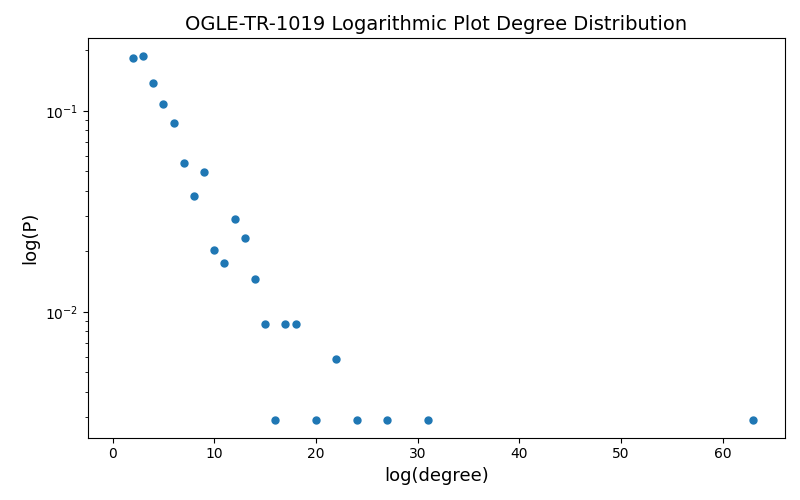 OGLE-TR-1019 Logarithmic Plot Degree Distribution
log(P)
10⁻¹
10⁻²
0 10 20 30 40 50 60
log(degree)